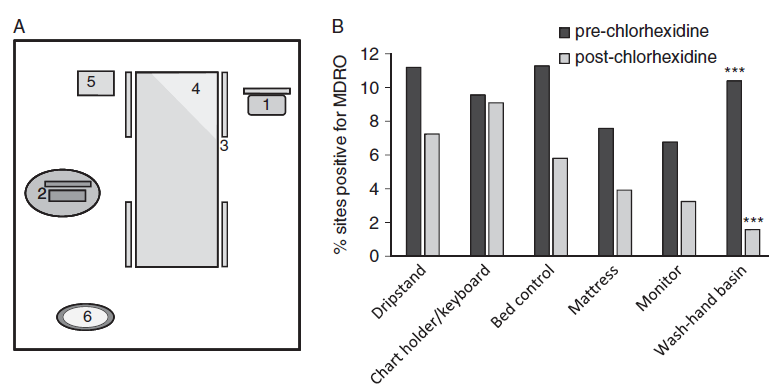 A
5
4
1
3
2
6
B
pre-chlorhexidine
post-chlorhexidine
% sites positive for MDRO
12
10
8
6
4
2
0
***
***
Dripstand
Chart holder/keyboard
Bed control
Mattress
Monitor
Wash-hand basin